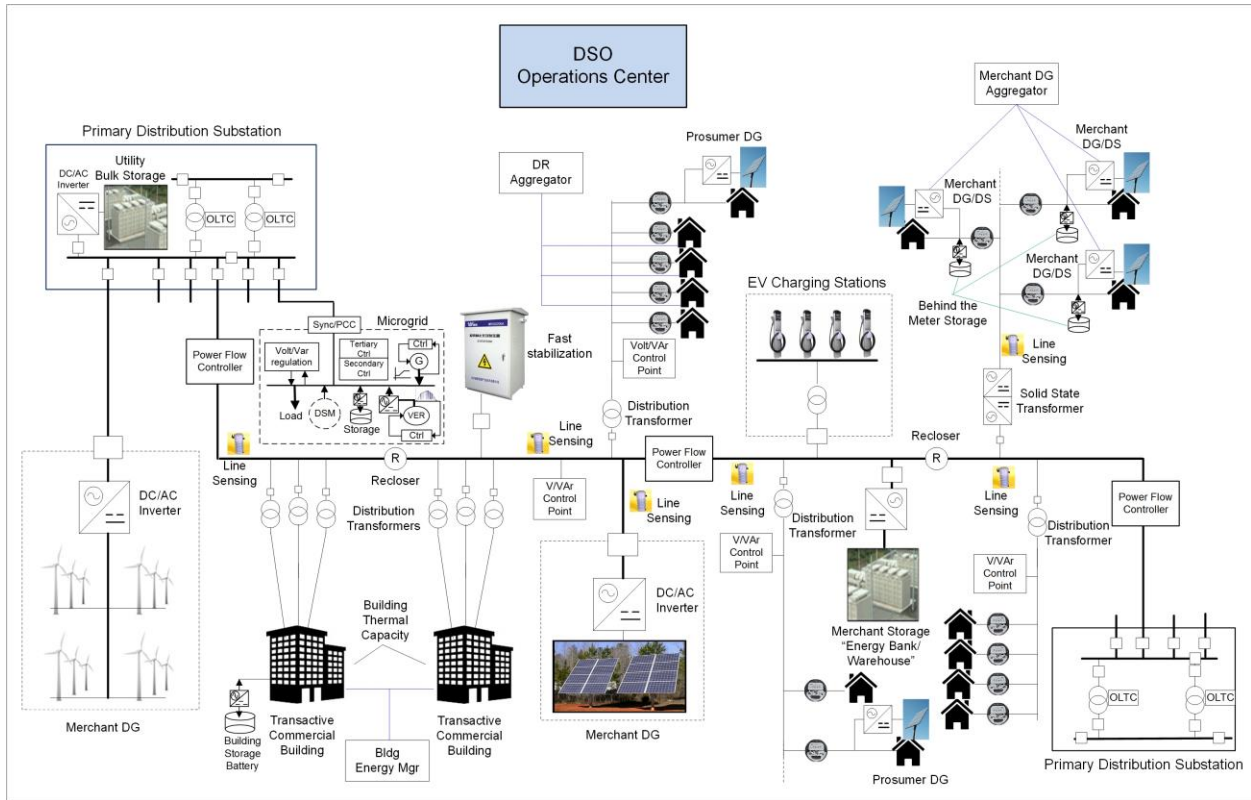 DSO
Operations Center
Primary Distribution Substation
DC/AC
Inverter
Utility
Bulk Storage
OLTC
OLTC
DR
Aggregator
Prosumer DG
Merchant DG
Aggregator
Merchant
DG/DS
Merchant
DG/DS
Merchant
DG/DS
Behind the
Meter Storage
EV Charging Stations
Sync/PCC
Microgrid
Power Flow
Controller
Volt/Var
regulation
Tertiary
Ctrl
Secondary
Ctrl
Ctrl
G
Load
DSM
Storage
VER
Ctrl
Fast
stabilization
Volt/VAr
Control
Point
Distribution
Transformer
Line
Sensing
Solid State
Transformer
Line
Sensing
R
Recloser
Line
Sensing
Power Flow
Controller
Recloser
R
DC/AC
Inverter
Merchant DG
Distribution
Transformers
V/VAr
Control
Point
Line
Sensing
Line
Sensing
Distribution
Transformer
V/VAr
Control
Point
Line
Sensing
Distribution
Transformer
Power Flow
Controller
V/VAr
Control
Point
Building
Thermal
Capacity
DC/AC
Inverter
Merchant DG
Merchant Storage
“Energy Bank/
Warehouse”
Transactive
Commercial
Building
Transactive
Commercial
Building
Building
Storage
Battery
Bldg
Energy Mgr
Prosumer DG
OLTC
OLTC
Primary Distribution Substation